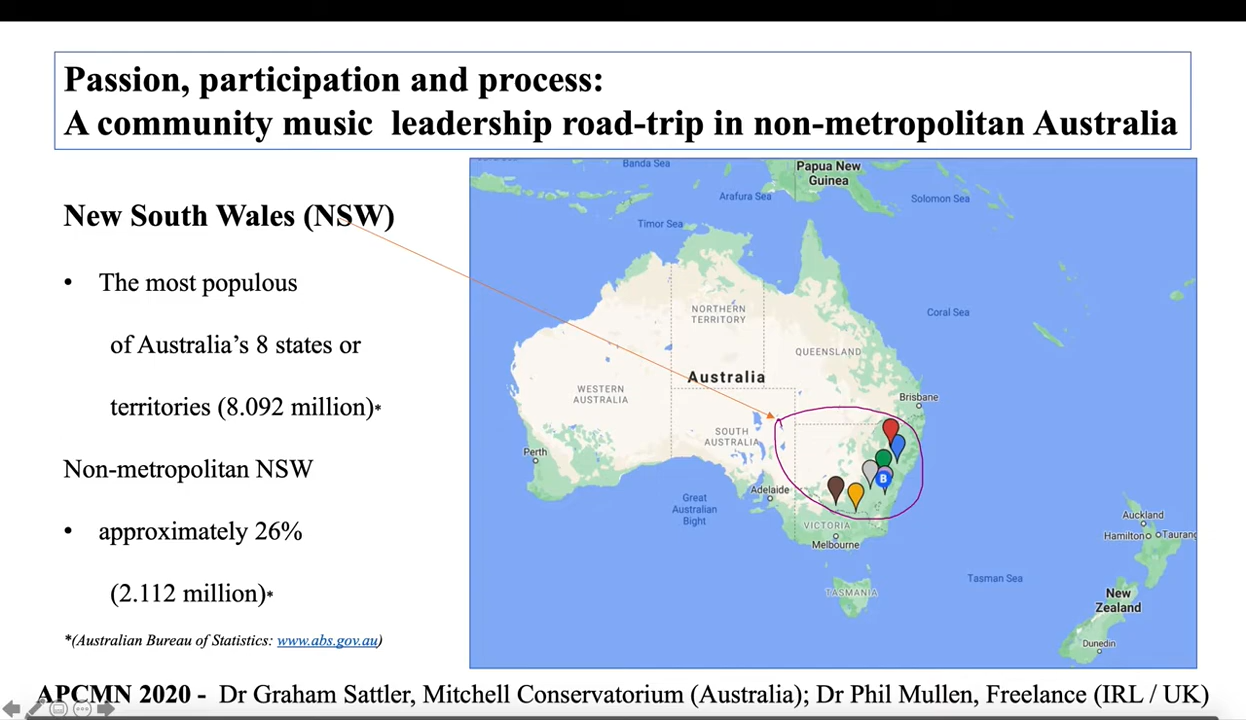 Passion, participation and process:
A community music leadership road-trip in non-metropolitan Australia
New South Wales (NSW)
• The most populous
of Australia's 8 states or
territories (8.092 million)*
Non-metropolitan NSW
• approximately 26%
(2.112 million)*
*(Australian Bureau of Statistics: www.abs.gov.au)
Banda Sea
Papua New
Guinea
Arafura Sea
Solomon Sea
Timor Sea
NORTHERN
TERRITORY
Coral Sea
QUEENSLAND
Australia
WESTERN
AUSTRALIA
Brisbane
SOUTH
AUSTRALIA
Perth
B
Adelaide
Great
Australian
Bight
VICTORIA
Melbourne
Auckland
Hamilton
Taurang
Tasman Sea
TASMANIA
New
Zealand
Dunedin
APCMN 2020 - Dr Graham Sattler, Mitchell Conservatorium (Australia); Dr Phil Mullen, Freelance (IRL / UK)